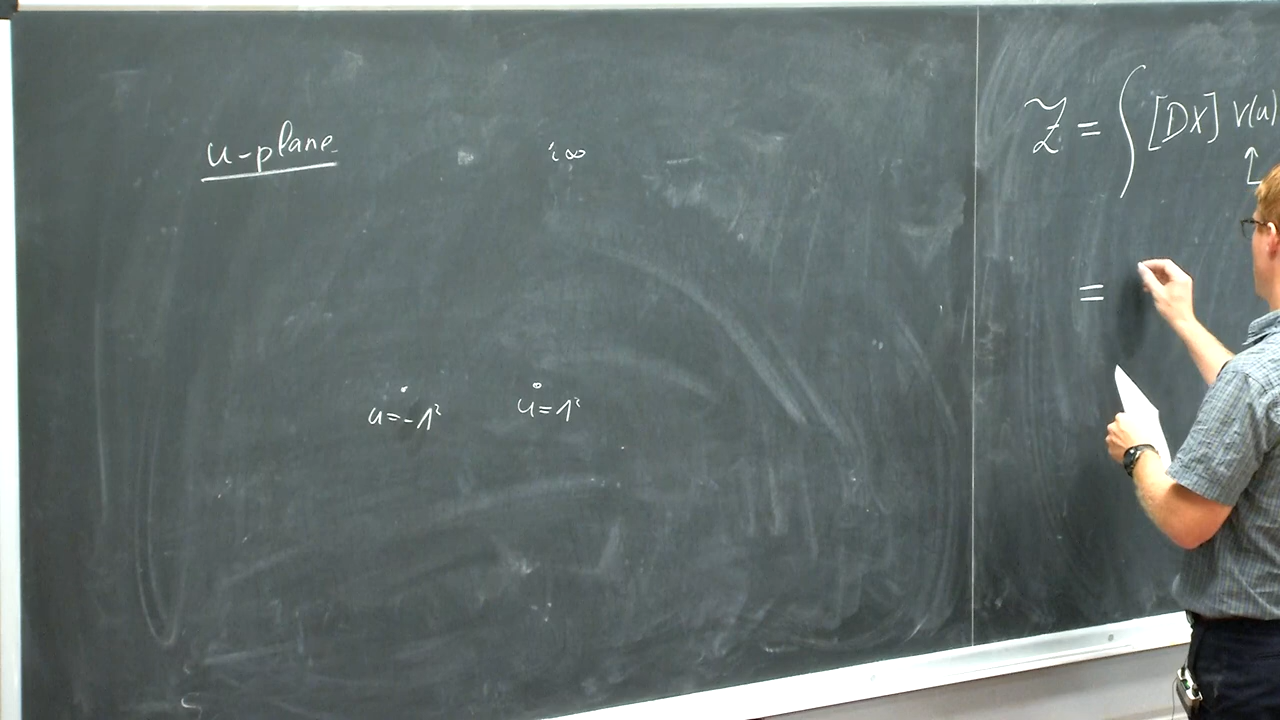 u-plane
i∞
u=-Λ²
u=Λ²
Z̃ = ∫ [DX] V(u)
↑
=